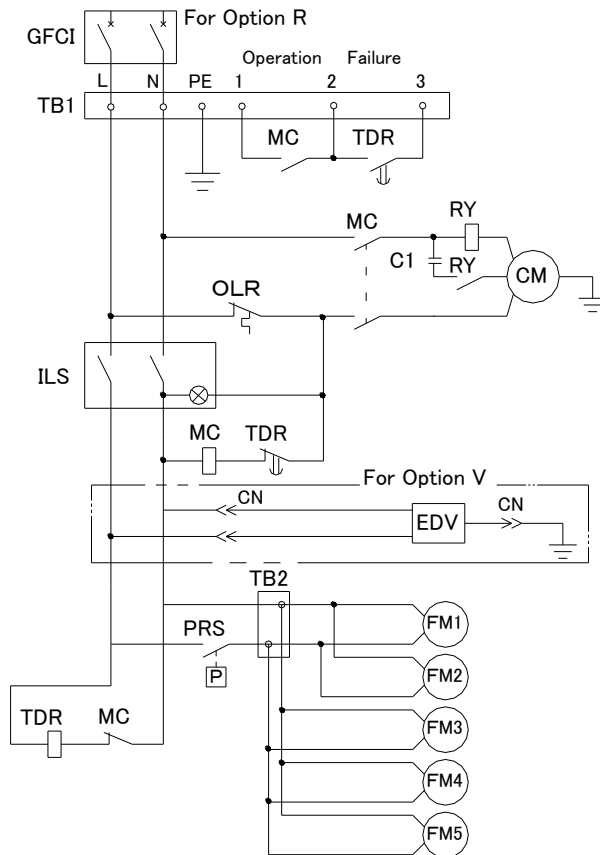 For Option R
GFCI
Operation Failure
L N PE 1 2 3
TB1
MC TDR
MC RY
C1 RY
CM
OLR
ILS
MC TDR
For Option V
CN
EDV
CN
TB2
PRS
P
FM1
FM2
TDR MC
FM3
FM4
FM5